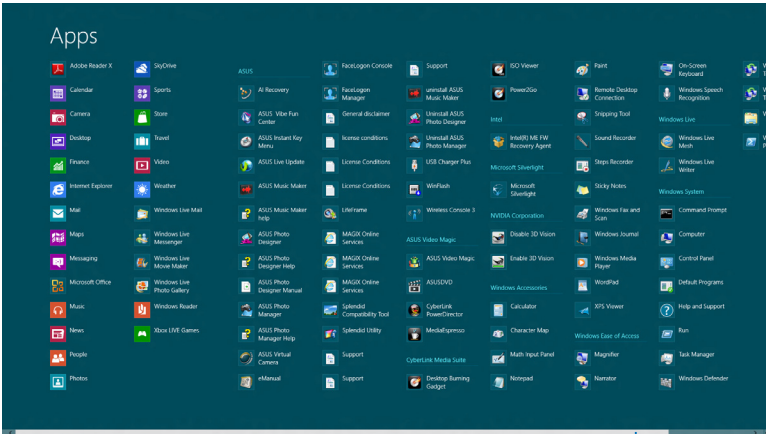 Apps
Adobe Reader X
Calendar
Camera
Desktop
Finance
Internet Explorer
Mail
Maps
Messaging
Microsoft Office
Music
News
People
Photos
SkyDrive
Sports
Store
Travel
Video
Weather
Windows Live Mail
Windows Live
Messenger
Windows Live
Movie Maker
Windows Live
Photo Gallery
Windows Reader
Xbox LIVE Games
ASUS
AI Recovery
ASUS Vibe Fun
Center
ASUS Instant Key
Menu
ASUS Live Update
ASUS Music Maker
ASUS Music Maker
help
ASUS Photo
Designer
ASUS Photo
Designer Help
ASUS Photo
Designer Manual
ASUS Photo
Manager
ASUS Photo
Manager Help
ASUS Virtual
Camera
eManual
FaceLogon Console
FaceLogon
Manager
General disclaimer
license conditions
License Conditions
License Conditions
LifeFrame
MAGIX Online
Services
MAGIX Online
Services
MAGIX Online
Services
Splendid
Compatibility Tool
Splendid Utility
Support
Support
Support
uninstall ASUS
Music Maker
Uninstall ASUS
Photo Designer
Uninstall ASUS
Photo Manager
USB Charger Plus
WinFlash
Wireless Console 3
ASUS Video Magic
ASUS Video Magic
ASUSDVD
CyberLink
PowerDirector
MediaEspresso
CyberLink Media Suite
Desktop Burning
Gadget
ISO Viewer
Power2Go
Intel
Intel(R) ME FW
Recovery Agent
Microsoft Silverlight
Microsoft
Silverlight
NVIDIA Corporation
Disable 3D Vision
Enable 3D Vision
Windows Accessories
Calculator
Character Map
Math Input Panel
Notepad
Paint
Remote Desktop
Connection
Snipping Tool
Sound Recorder
Steps Recorder
Sticky Notes
Windows Fax and
Scan
Windows Journal
Windows Media
Player
WordPad
XPS Viewer
Windows Ease of Access
Magnifier
Narrator
On-Screen
Keyboard
Windows Speech
Recognition
Windows Live
Windows Live
Mesh
Windows Live
Writer
Windows System
Command Prompt
Computer
Control Panel
Default Programs
Help and Support
Run
Task Manager
Windows Defender